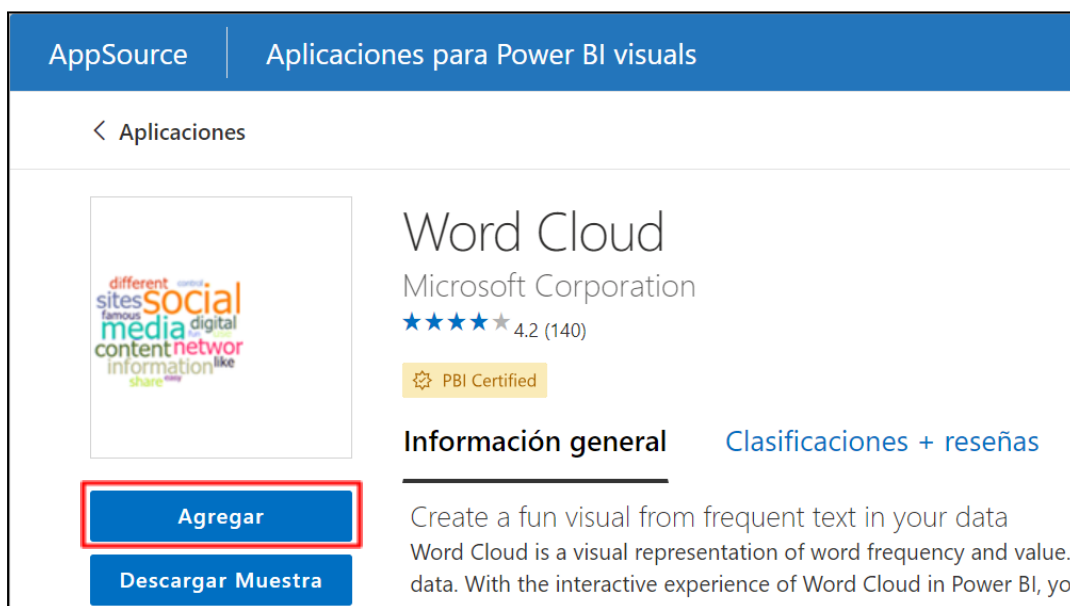 AppSource
Aplicaciones para Power BI visuals
Aplicaciones
different control
sites social
famous
media digital
content networ
information like
share easy
Word Cloud
Microsoft Corporation
4.2 (140)
PBI Certified
Información general
Clasificaciones + reseñas
Agregar
Descargar Muestra
Create a fun visual from frequent text in your data
Word Cloud is a visual representation of word frequency and value.
data. With the interactive experience of Word Cloud in Power BI, yo